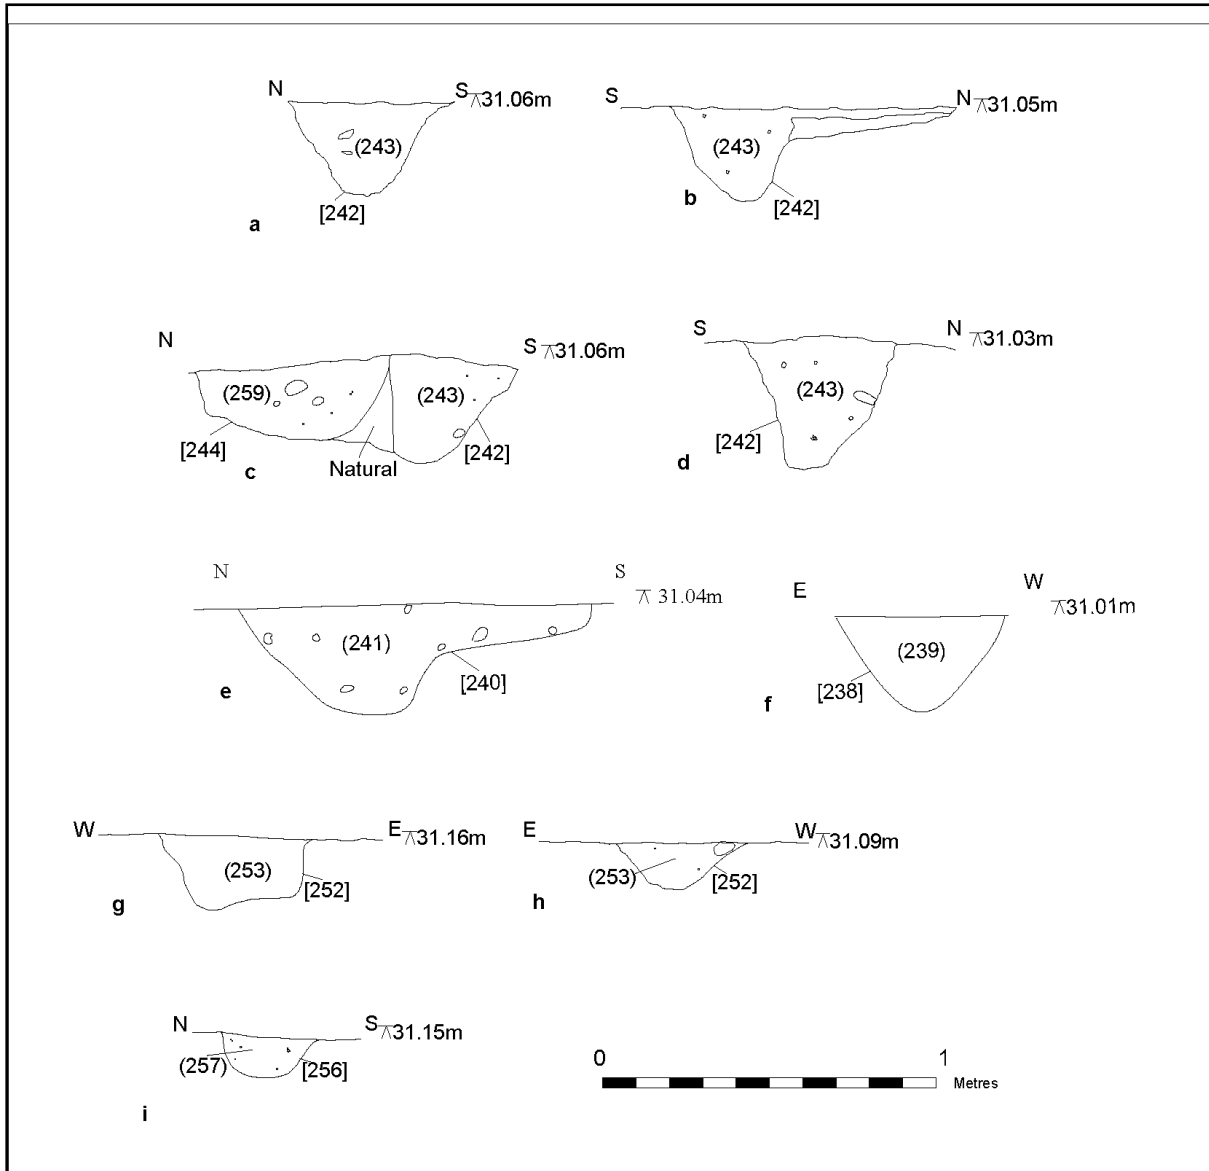 N
S 31.06m
(243)
[242]
a
S
N 31.05m
(243)
[242]
b
N
S 31.06m
(259)
(243)
[244]
[242]
Natural
c
S
N 31.03m
(243)
[242]
d
N
S
31.04m
(241)
[240]
e
E
W
31.01m
(239)
[238]
f
W
E 31.16m
(253)
[252]
g
E
W 31.09m
(253)
[252]
h
N
S 31.15m
(257)
[256]
i
0
1
Metres